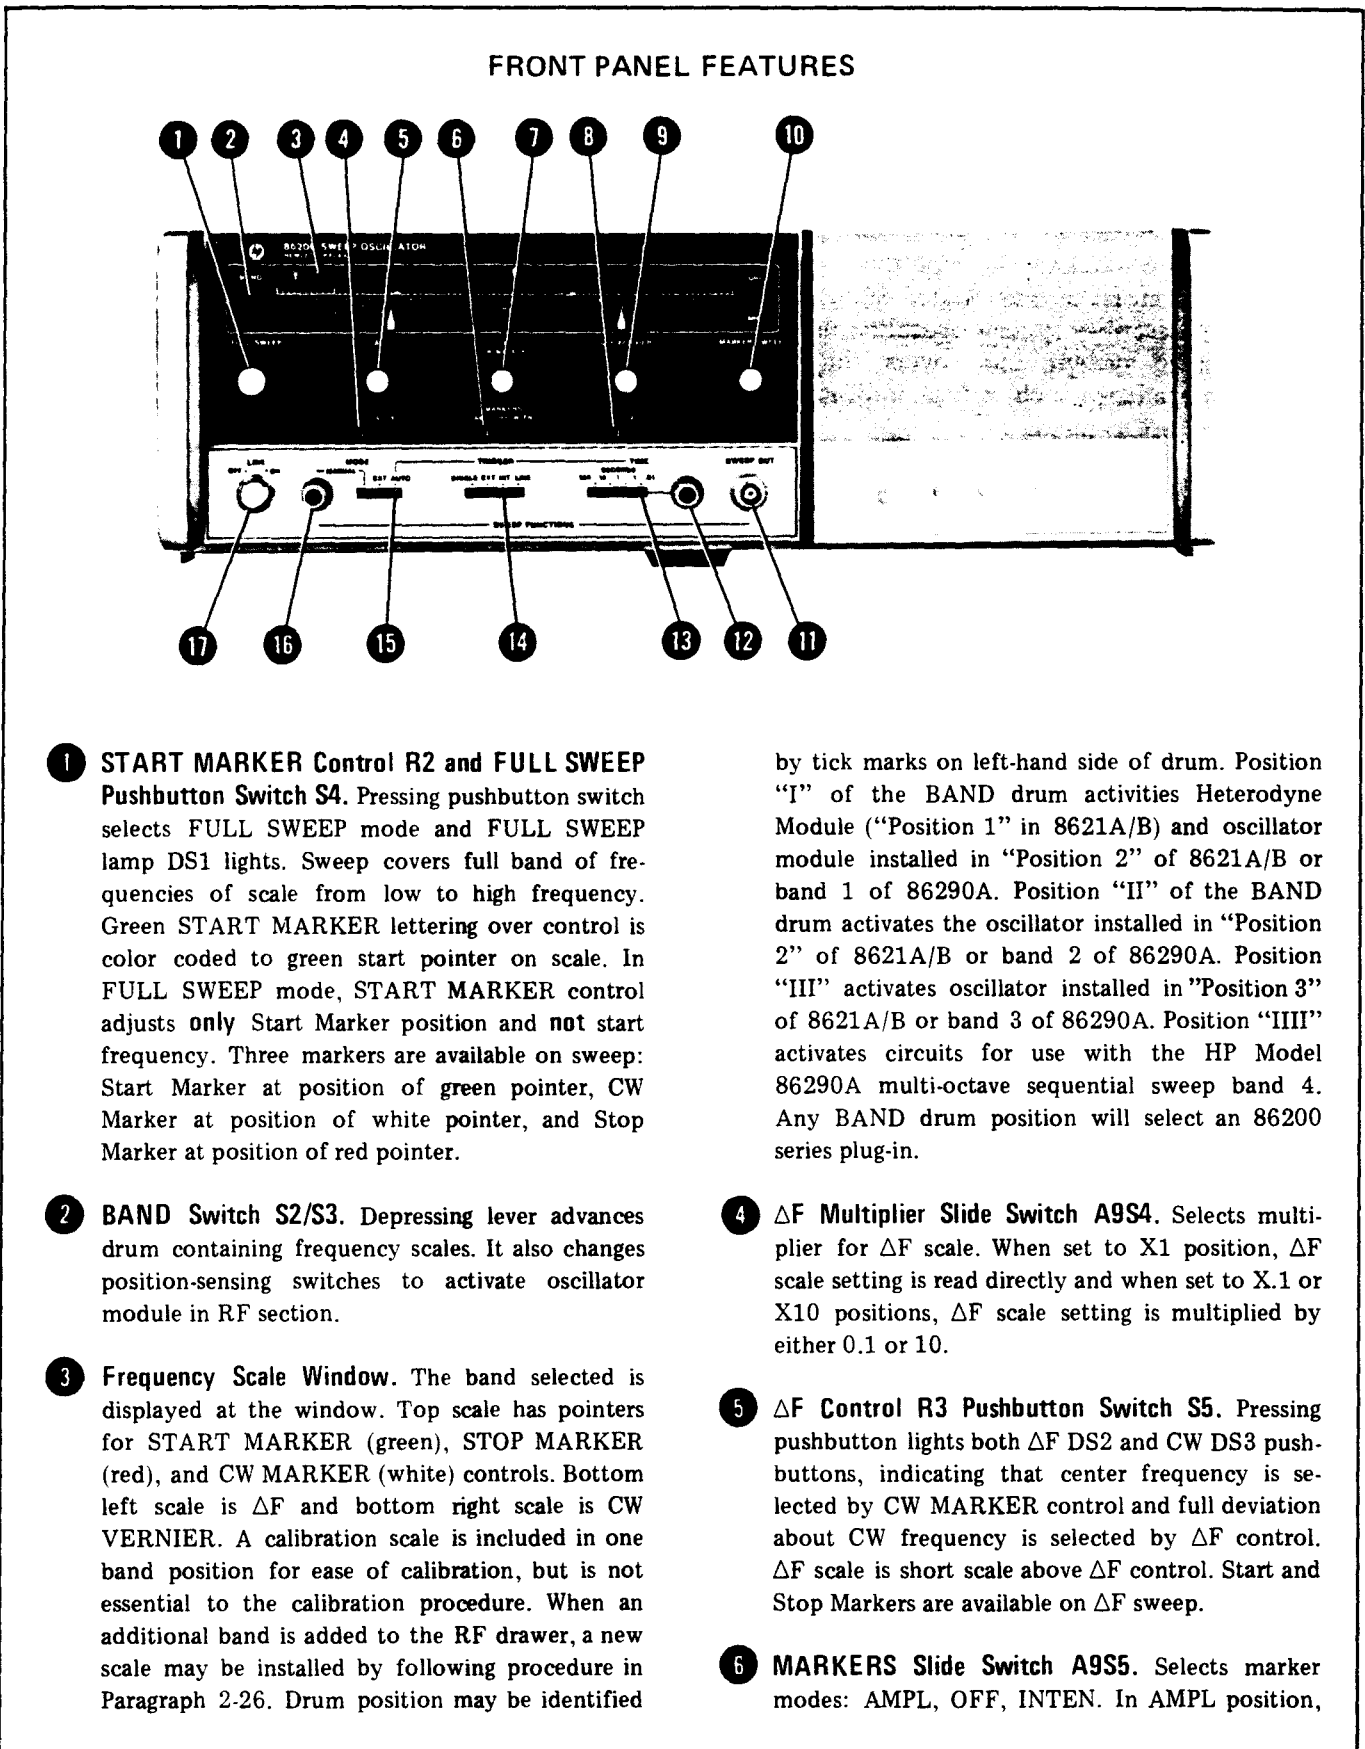 FRONT PANEL FEATURES
1 2 3 4 5 6 7 8 9 10
SWEEP OSCILLATOR
SWEEP
LINE
OFF
ON
MODE
MANUAL
EXT AUTO
TRIGGER
SINGLE EXT INT LINE
TIME
SECONDS
SWEEP OUT
SWEEP FUNCTIONS
17 16 15 14 13 12 11
1 START MARKER Control R2 and FULL SWEEP
Pushbutton Switch S4. Pressing pushbutton switch
selects FULL SWEEP mode and FULL SWEEP
lamp DS1 lights. Sweep covers full band of fre-
quencies of scale from low to high frequency.
Green START MARKER lettering over control is
color coded to green start pointer on scale. In
FULL SWEEP mode, START MARKER control
adjusts only Start Marker position and not start
frequency. Three markers are available on sweep:
Start Marker at position of green pointer, CW
Marker at position of white pointer, and Stop
Marker at position of red pointer.
2 BAND Switch S2/S3. Depressing lever advances
drum containing frequency scales. It also changes
position-sensing switches to activate oscillator
module in RF section.
3 Frequency Scale Window. The band selected is
displayed at the window. Top scale has pointers
for START MARKER (green), STOP MARKER
(red), and CW MARKER (white) controls. Bottom
left scale is ΔF and bottom right scale is CW
VERNIER. A calibration scale is included in one
band position for ease of calibration, but is not
essential to the calibration procedure. When an
additional band is added to the RF drawer, a new
scale may be installed by following procedure in
Paragraph 2-26. Drum position may be identified
by tick marks on left-hand side of drum. Position
“I” of the BAND drum activities Heterodyne
Module (“Position 1” in 8621A/B) and oscillator
module installed in “Position 2” of 8621A/B or
band 1 of 86290A. Position “II” of the BAND
drum activates the oscillator installed in “Position
2” of 8621A/B or band 2 of 86290A. Position
“III” activates oscillator installed in ”Position 3”
of 8621A/B or band 3 of 86290A. Position “IIII”
activates circuits for use with the HP Model
86290A multi-octave sequential sweep band 4.
Any BAND drum position will select an 86200
series plug-in.
4 ΔF Multiplier Slide Switch A9S4. Selects multi-
plier for ΔF scale. When set to X1 position, ΔF
scale setting is read directly and when set to X.1 or
X10 positions, ΔF scale setting is multiplied by
either 0.1 or 10.
5 ΔF Control R3 Pushbutton Switch S5. Pressing
pushbutton lights both ΔF DS2 and CW DS3 push-
buttons, indicating that center frequency is se-
lected by CW MARKER control and full deviation
about CW frequency is selected by ΔF control.
ΔF scale is short scale above ΔF control. Start and
Stop Markers are available on ΔF sweep.
6 MARKERS Slide Switch A9S5. Selects marker
modes: AMPL, OFF, INTEN. In AMPL position,